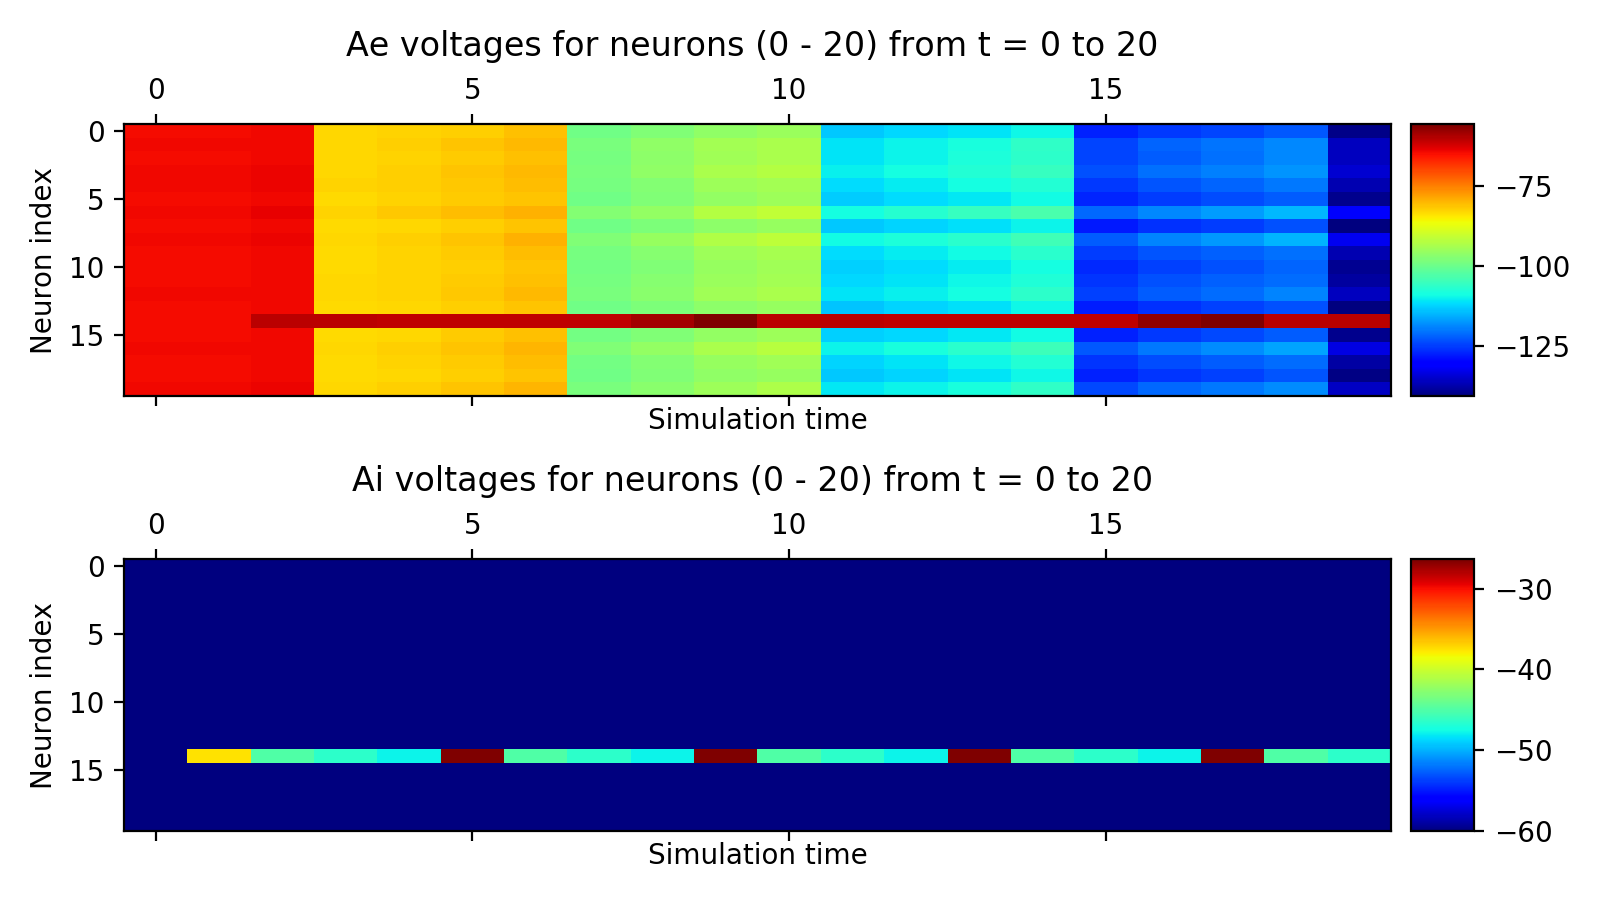 Ae voltages for neurons (0 - 20) from t = 0 to 20
0 5 10 15
Neuron index
0
5
10
15
Simulation time
−75
−100
−125
Ai voltages for neurons (0 - 20) from t = 0 to 20
0 5 10 15
Neuron index
0
5
10
15
Simulation time
−30
−40
−50
−60